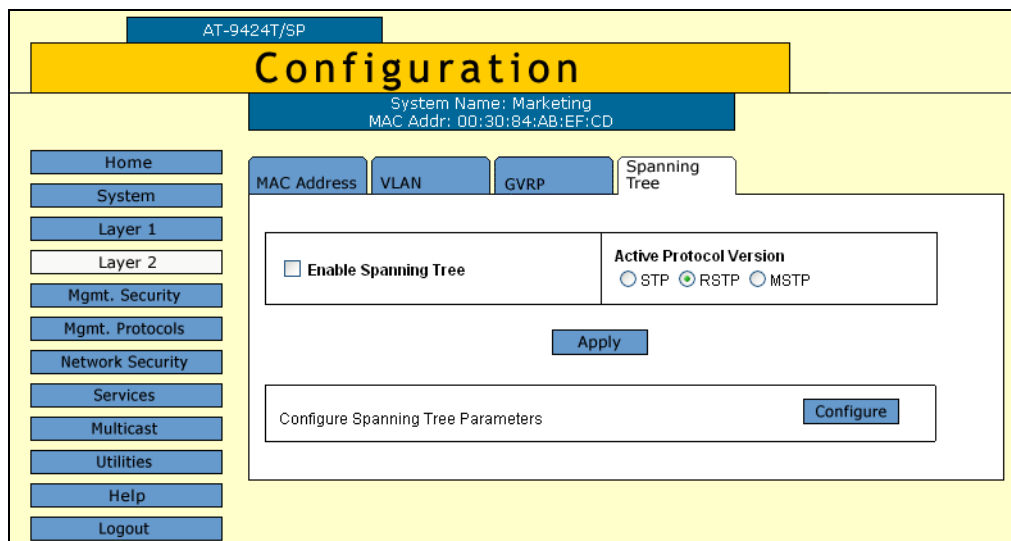 AT-9424T/SP
Configuration
System Name: Marketing
MAC Addr: 00:30:84:AB:EF:CD
Home
System
Layer 1
Layer 2
Mgmt. Security
Mgmt. Protocols
Network Security
Services
Multicast
Utilities
Help
Logout
MAC Address
VLAN
GVRP
Spanning
Tree
Enable Spanning Tree
Active Protocol Version
STP RSTP MSTP
Apply
Configure Spanning Tree Parameters
Configure